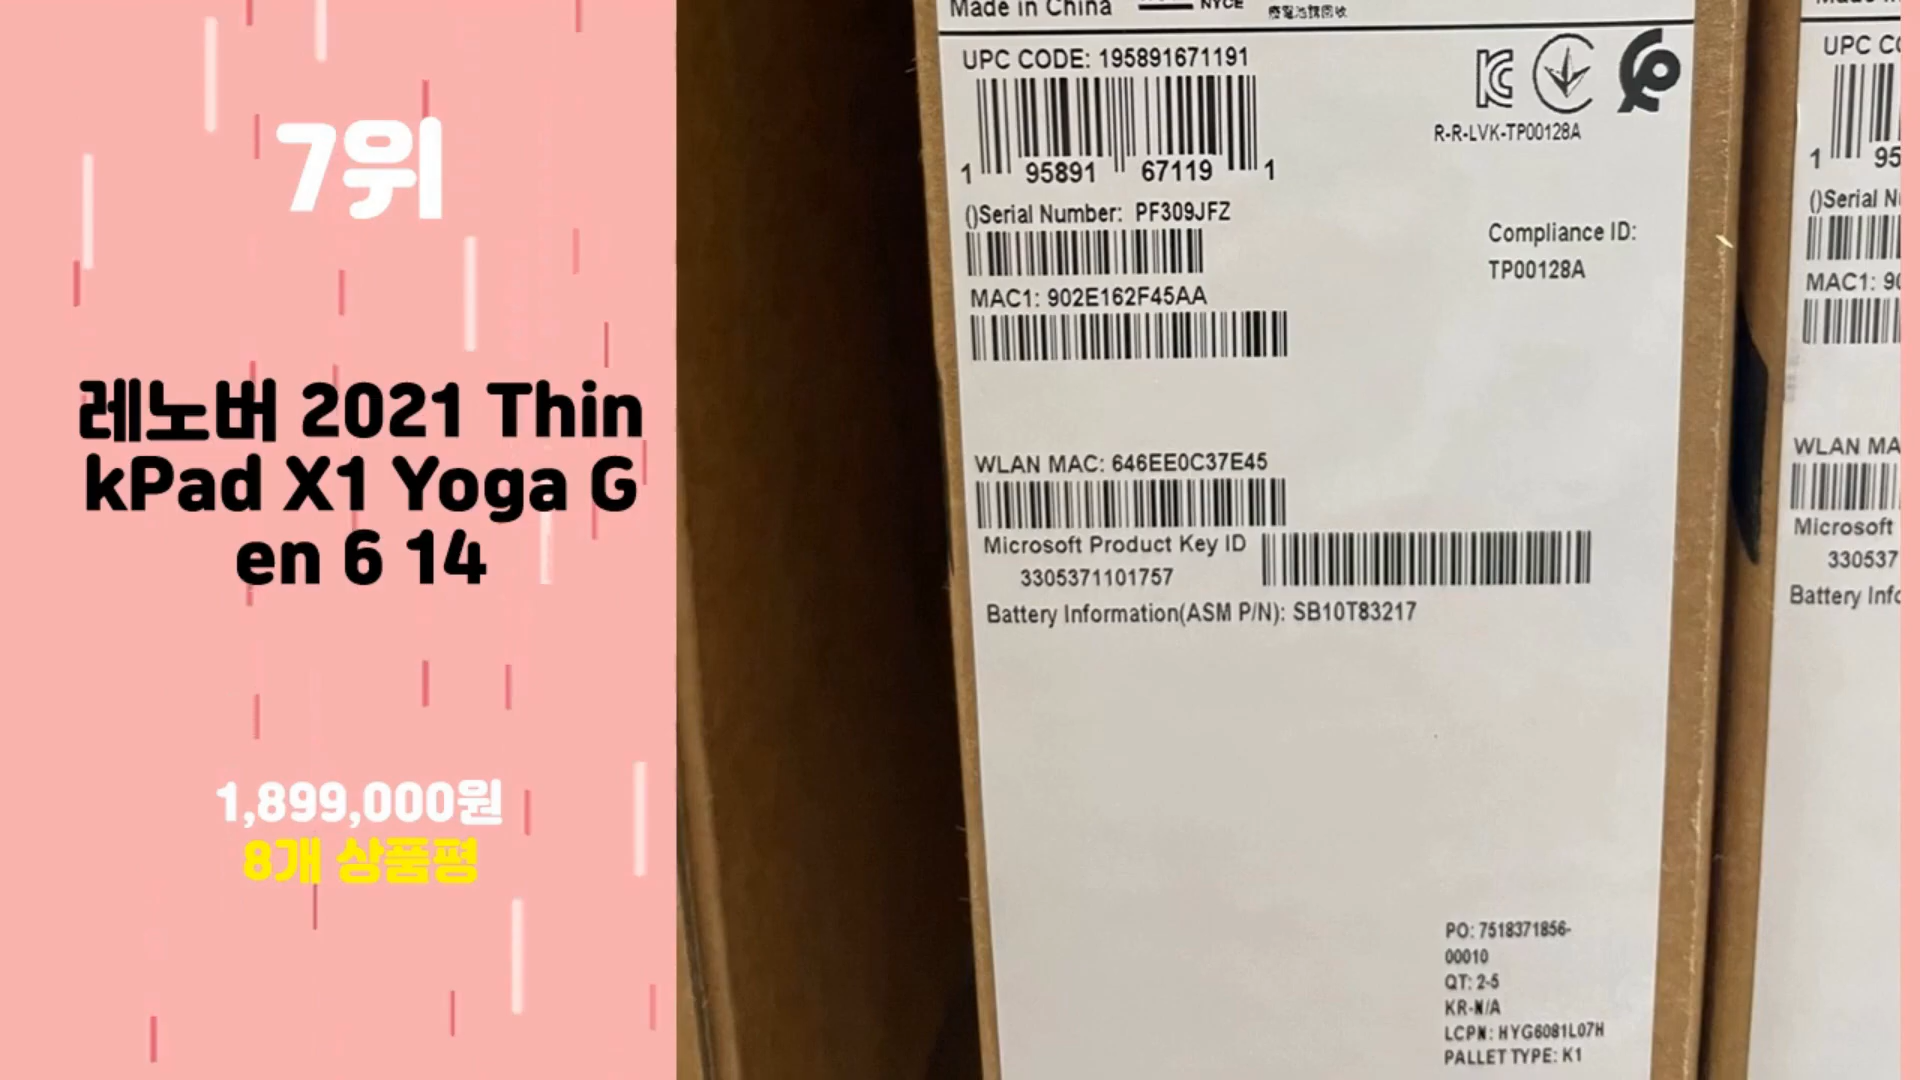 7위
레노버 2021 Thin
kPad X1 Yoga G
en 6 14
1,899,000원
8개 상품평
Made in China
NYCE
UPC CODE: 195891671191
1 95891 67119 1
R-R-LVK-TP00128A
()Serial Number: PF309JFZ
Compliance ID:
TP00128A
MAC1: 902E162F45AA
WLAN MAC: 646EE0C37E45
Microsoft Product Key ID
3305371101757
Battery Information(ASM P/N): SB10T83217
PO: 7518371856-
00010
QT: 2-5
KR-N/A
LCPN: HYG6081L07H
PALLET TYPE: K1
UPC
1 95
()Serial
MAC1: 90
WLAN MA
Microsoft
330537
Battery